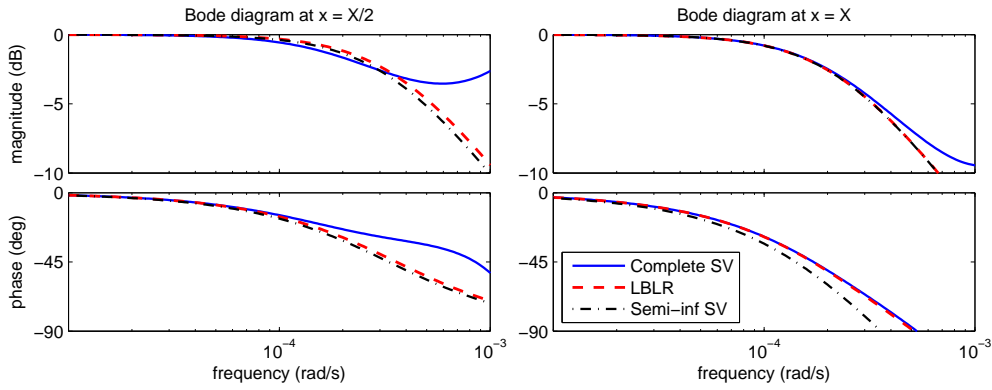 Bode diagram at x = X/2
0
−5
−10
magnitude (dB)
0
−45
−90
phase (deg)
10−4
10−3
frequency (rad/s)
Bode diagram at x = X
0
−5
−10
0
−45
−90
Complete SV
LBLR
Semi−inf SV
10−4
10−3
frequency (rad/s)